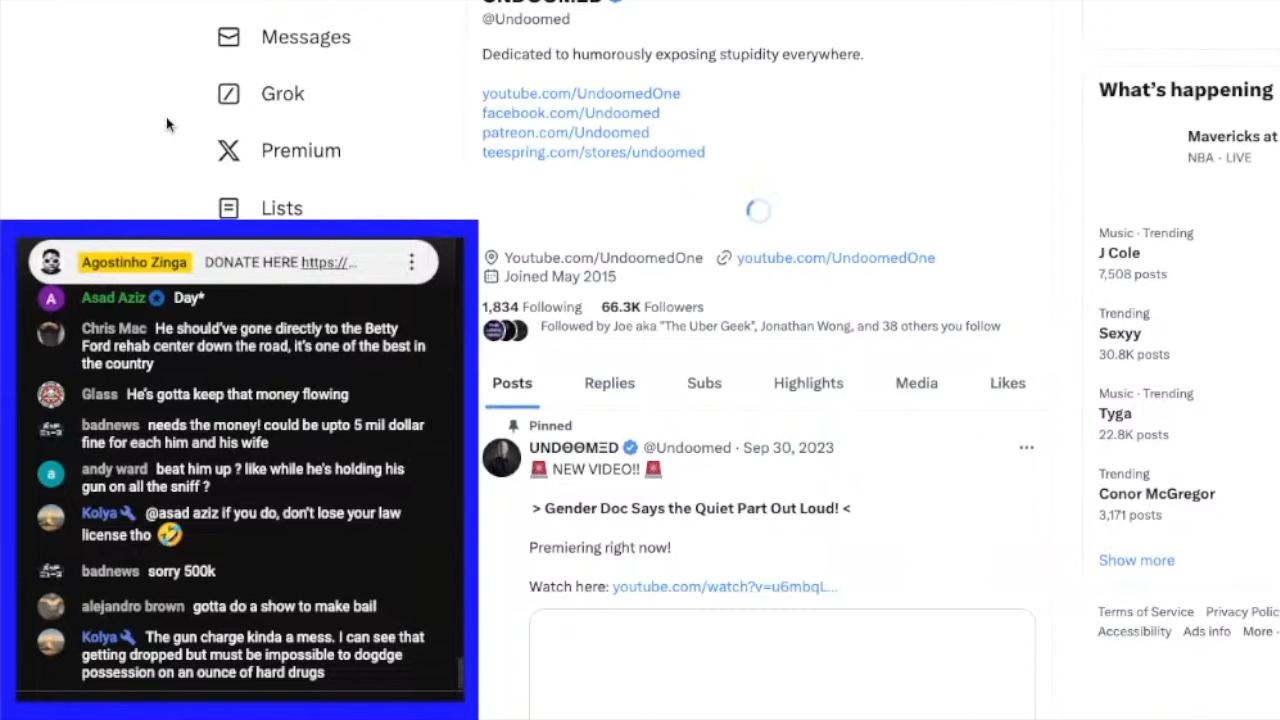 Messages
Grok
Premium
Lists
UNDOOMED
@Undoomed
Dedicated to humorously exposing stupidity everywhere.
youtube.com/UndoomedOne
facebook.com/Undoomed
patreon.com/Undoomed
teespring.com/stores/undoomed
Youtube.com/UndoomedOne youtube.com/UndoomedOne
Joined May 2015
1,834 Following 66.3K Followers
Followed by Joe aka "The Uber Geek", Jonathan Wong, and 38 others you follow
Posts Replies Subs Highlights Media Likes
Pinned
UNDΘΘMΞD @Undoomed · Sep 30, 2023
🚨 NEW VIDEO!! 🚨
> Gender Doc Says the Quiet Part Out Loud! <
Premiering right now!
Watch here: youtube.com/watch?v=u6mbqL...
What's happening
Mavericks at
NBA · LIVE
Music · Trending
J Cole
7,508 posts
Trending
Sexyy
30.8K posts
Music · Trending
Tyga
22.8K posts
Trending
Conor McGregor
3,171 posts
Show more
Terms of Service Privacy Polic
Accessibility Ads info More ·
Agostinho Zinga DONATE HERE https://...
A Asad Aziz Day*
Chris Mac He should've gone directly to the Betty
Ford rehab center down the road, it's one of the best in
the country
Glass He's gotta keep that money flowing
badnews needs the money! could be upto 5 mil dollar
fine for each him and his wife
a andy ward beat him up ? like while he's holding his
gun on all the sniff ?
Kolya @asad aziz if you do, don't lose your law
license tho 🤣
badnews sorry 500k
alejandro brown gotta do a show to make bail
Kolya The gun charge kinda a mess. I can see that
getting dropped but must be impossible to dogdge
possession on an ounce of hard drugs